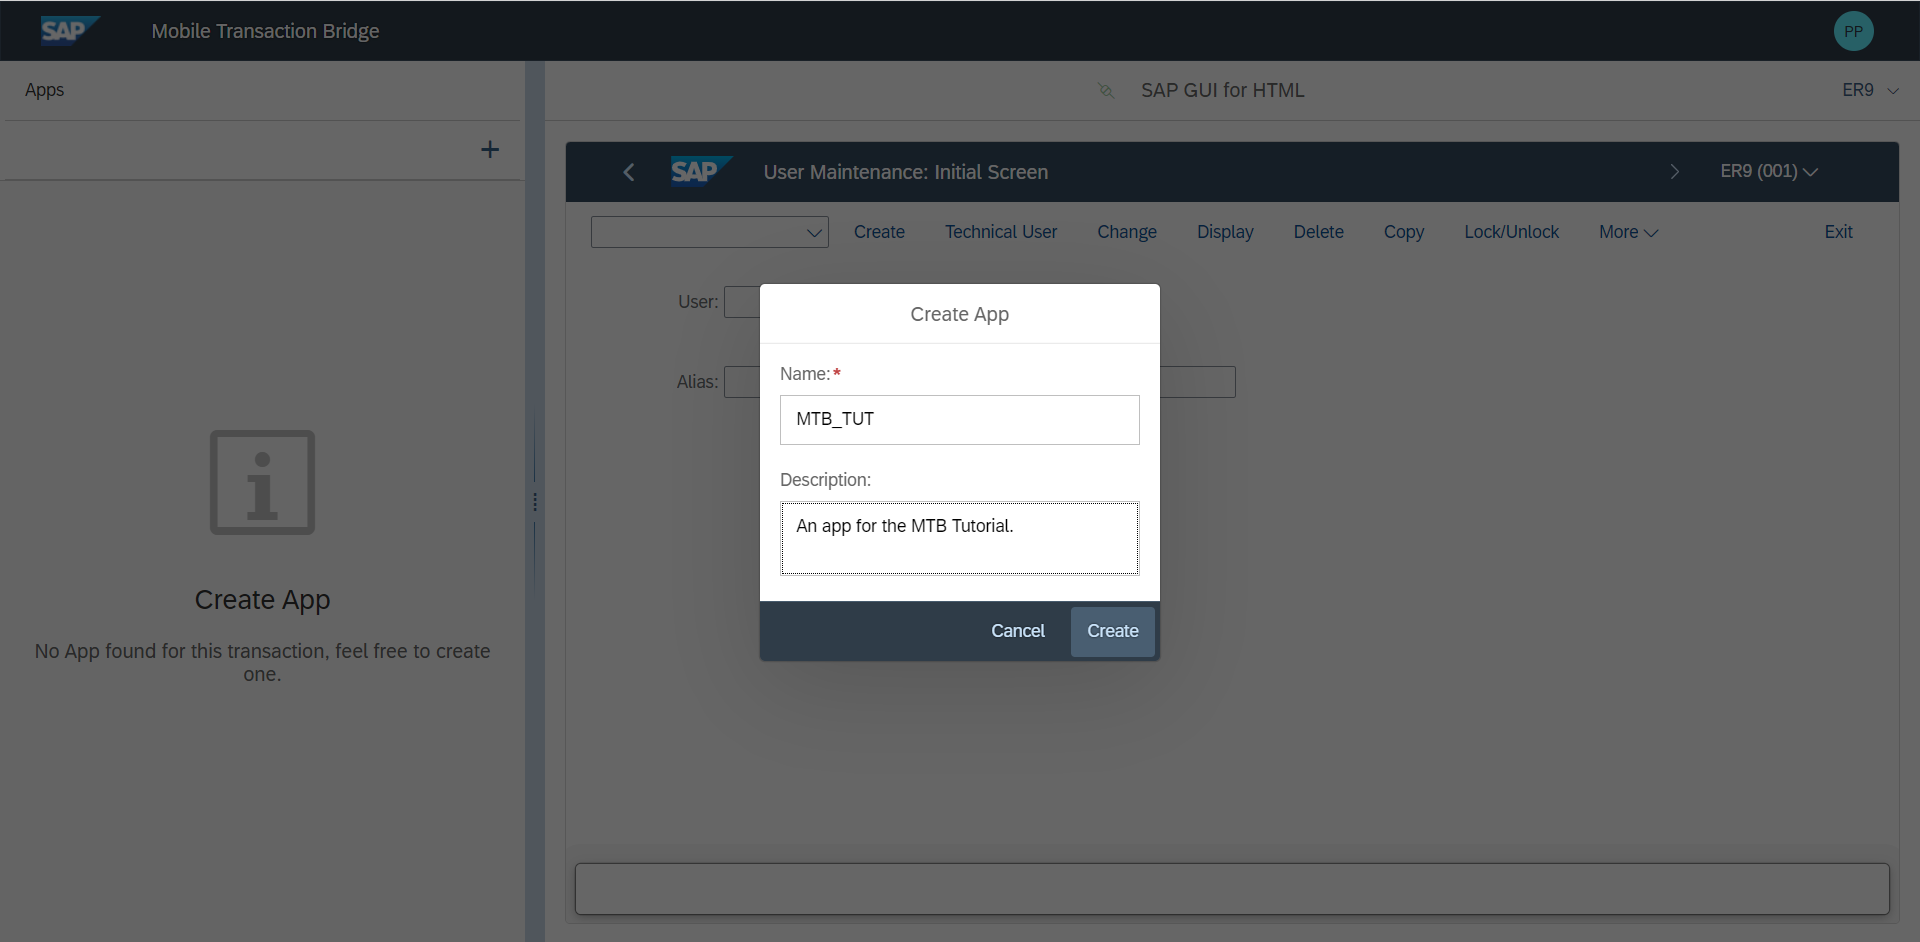 SAP Mobile Transaction Bridge PP
Apps
SAP GUI for HTML ER9
SAP User Maintenance: Initial Screen ER9 (001)
Create Technical User Change Display Delete Copy Lock/Unlock More Exit
User:
Alias:
Create App
Name:*
MTB_TUT
Description:
An app for the MTB Tutorial.
Cancel Create
Create App
No App found for this transaction, feel free to create
one.